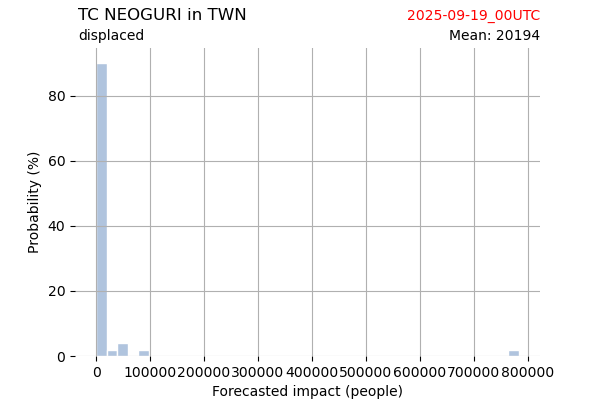 TC NEOGURI in TWN
2025-09-19_00UTC
displaced
Mean: 20194
Probability (%)
80
60
40
20
0
0 100000 200000 300000 400000 500000 600000 700000 800000
Forecasted impact (people)